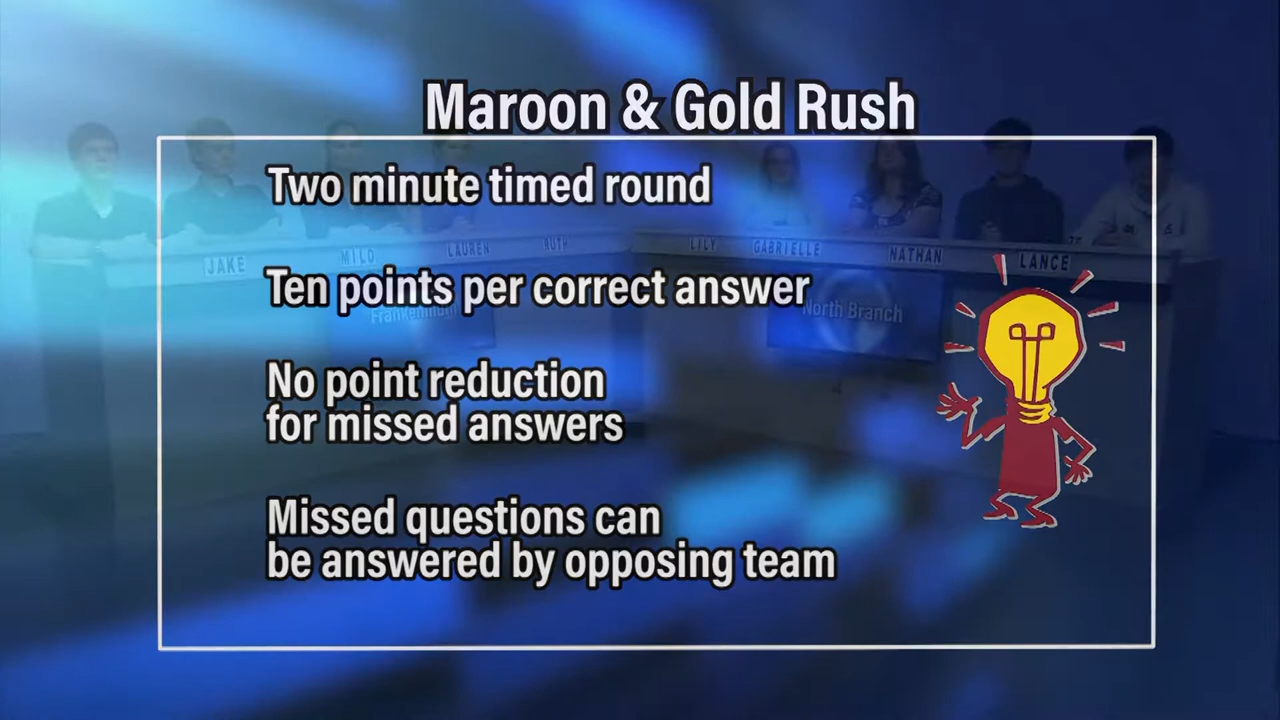 Maroon & Gold Rush
Two minute timed round
JAKE
MILO
LAUREN
RUTH
LILY
GABRIELLE
NATHAN
LANCE
Ten points per correct answer
North Branch
No point reduction
for missed answers
Missed questions can
be answered by opposing team